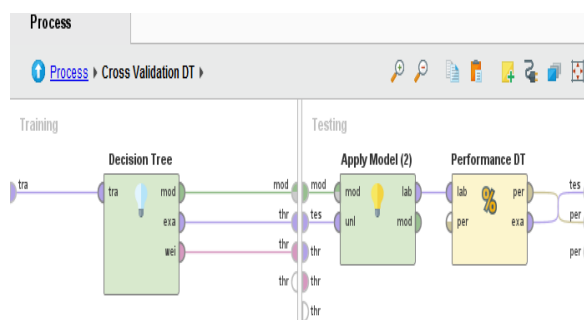 Process
Process Cross Validation DT
Training
Testing
Decision Tree
Apply Model (2)
Performance DT
tra
tra
mod
exa
wei
mod
thr
thr
thr
mod
tes
thr
thr
thr
mod
unl
lab
mod
lab
per
per
exa
tes
per
per